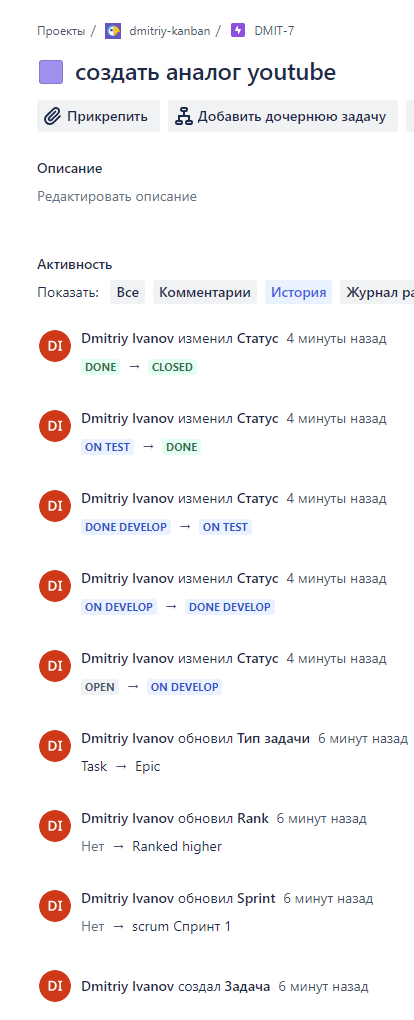 Проекты / dmitriy-kanban / DMIT-7
создать аналог youtube
Прикрепить Добавить дочернюю задачу
Описание
Редактировать описание
Активность
Показать: Все Комментарии История Журнал ра
DI Dmitriy Ivanov изменил Статус 4 минуты назад
DONE → CLOSED
DI Dmitriy Ivanov изменил Статус 4 минуты назад
ON TEST → DONE
DI Dmitriy Ivanov изменил Статус 4 минуты назад
DONE DEVELOP → ON TEST
DI Dmitriy Ivanov изменил Статус 4 минуты назад
ON DEVELOP → DONE DEVELOP
DI Dmitriy Ivanov изменил Статус 4 минуты назад
OPEN → ON DEVELOP
DI Dmitriy Ivanov обновил Тип задачи 6 минут назад
Task → Epic
DI Dmitriy Ivanov обновил Rank 6 минут назад
Нет → Ranked higher
DI Dmitriy Ivanov обновил Sprint 6 минут назад
Нет → scrum Спринт 1
DI Dmitriy Ivanov создал Задача 6 минут назад